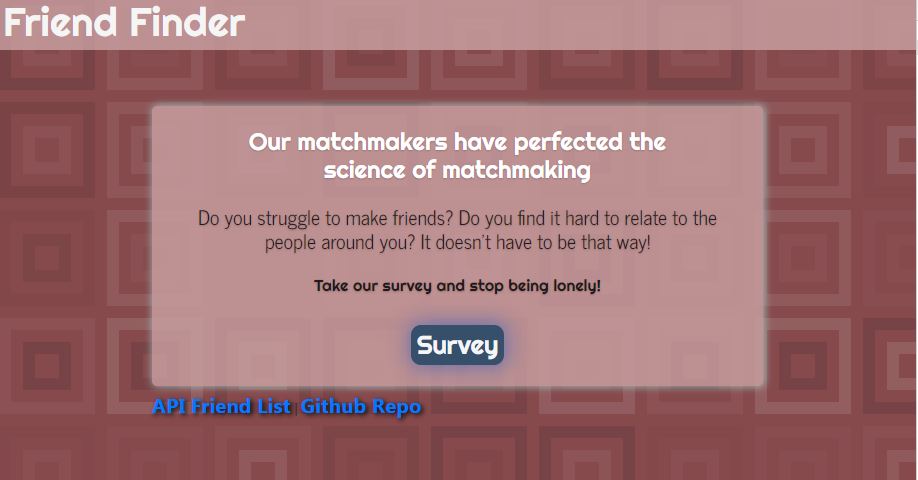 Friend Finder
Our matchmakers have perfected the
science of matchmaking
Do you struggle to make friends? Do you find it hard to relate to the
people around you? It doesn't have to be that way!
Take our survey and stop being lonely!
Survey
API Friend List | Github Repo